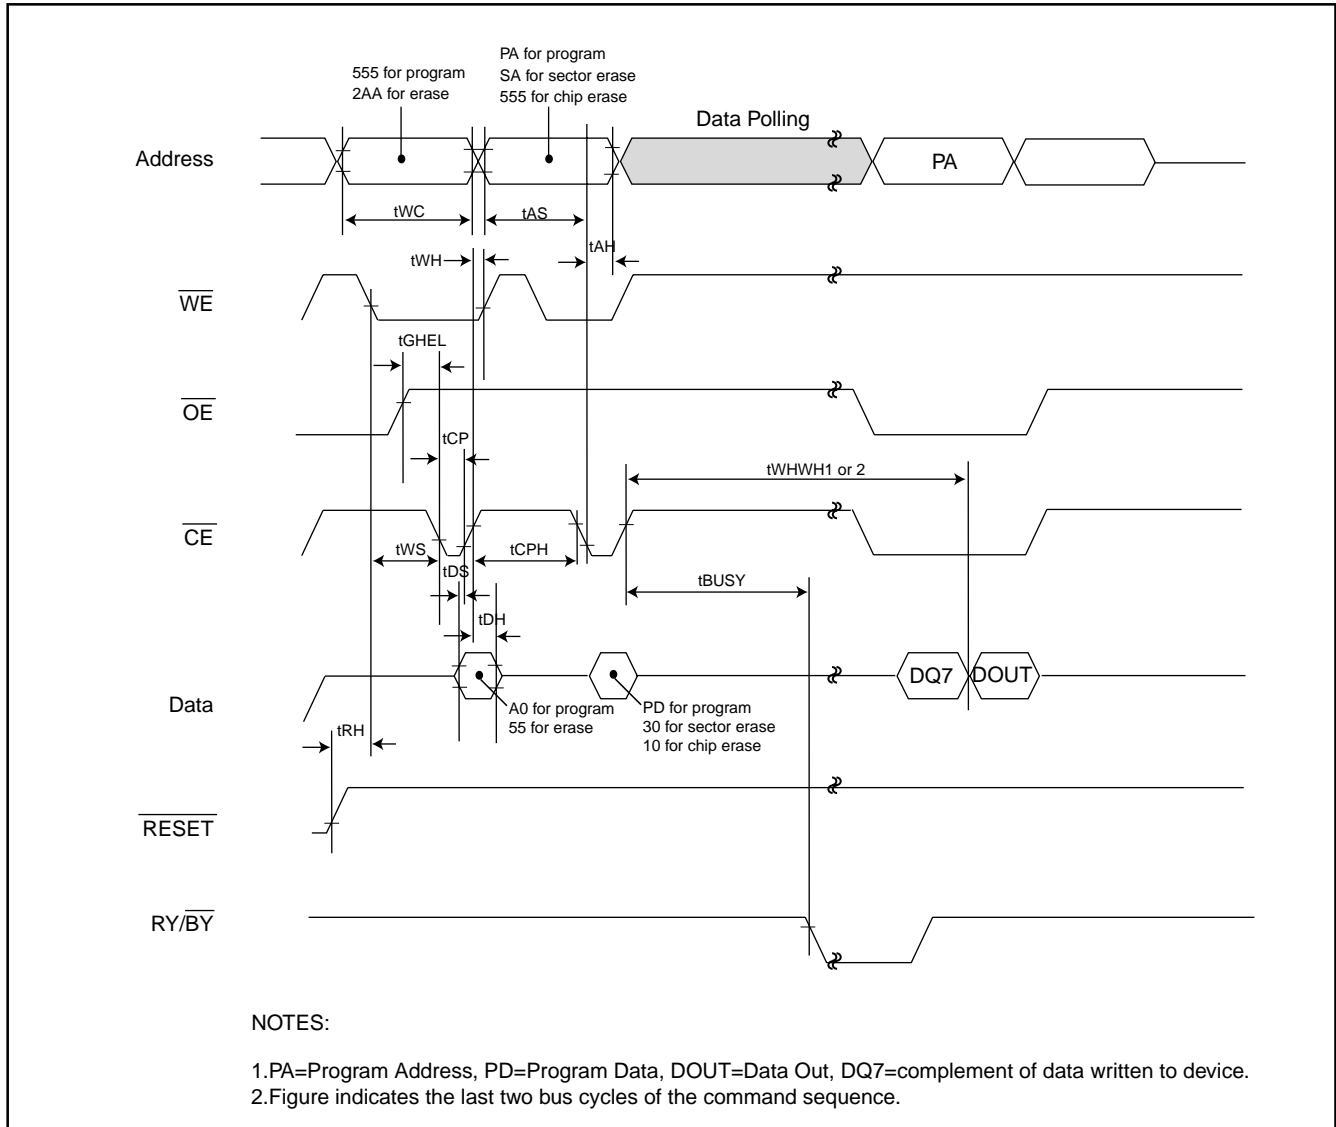 555 for program
2AA for erase
PA for program
SA for sector erase
555 for chip erase
Data Polling
Address
PA
tWC
tAS
tAH
tWH
WE
tGHEL
OE
tCP
tWHWH1 or 2
CE
tWS
tCPH
tDS
tBUSY
tDH
DQ7
DOUT
Data
A0 for program
55 for erase
PD for program
30 for sector erase
10 for chip erase
tRH
RESET
RY/BY
NOTES:
1.PA=Program Address, PD=Program Data, DOUT=Data Out, DQ7=complement of data written to device.
2.Figure indicates the last two bus cycles of the command sequence.